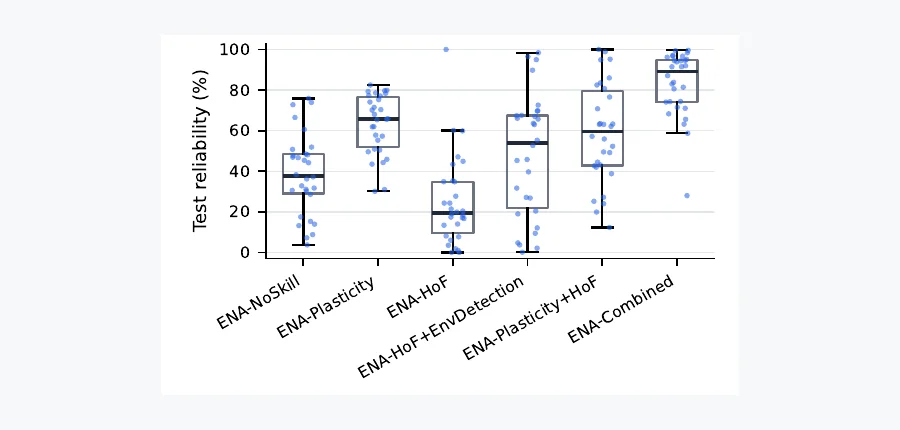 Test reliability (%)
100
80
60
40
20
0
ENA-NoSkill
ENA-Plasticity
ENA-HoF
ENA-HoF+EnvDetection
ENA-Plasticity+HoF
ENA-Combined